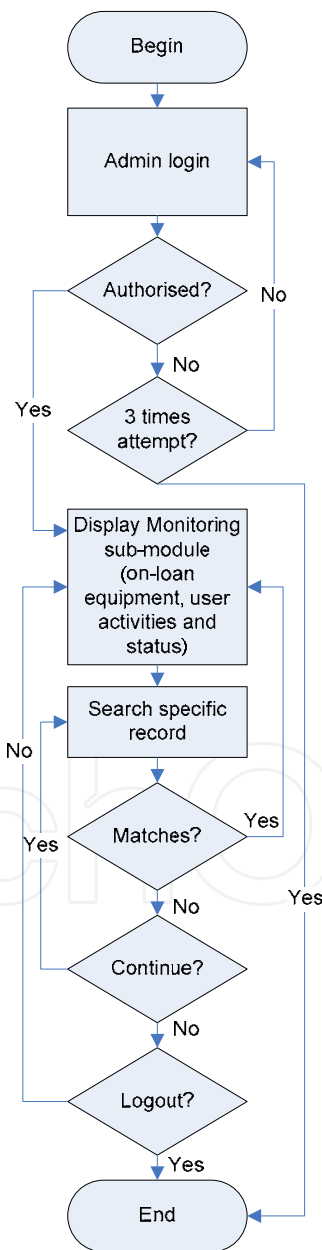 Begin
Admin login
Authorised?
No
No
Yes
3 times
attempt?
Display Monitoring
sub-module
(on-loan
equipment, user
activities and
status)
Search specific
record
No
Yes
Matches?
Yes
No
Yes
Continue?
No
Logout?
Yes
End